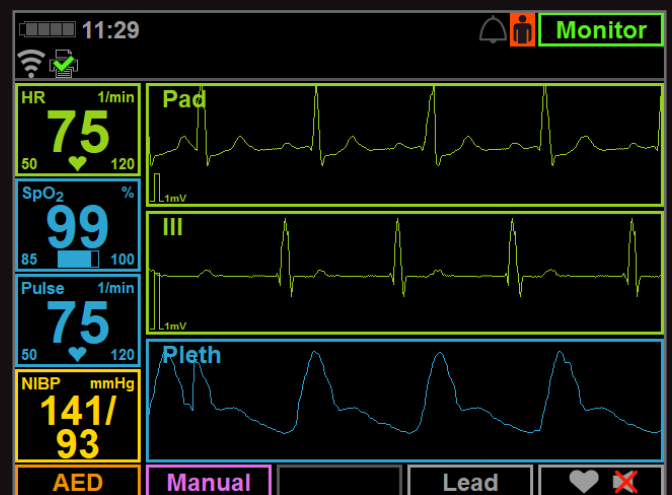 11:29
Monitor
HR 1/min
75
50 120
Pad
1mV
SpO2 %
99
85 100
III
1mV
Pulse 1/min
75
50 120
Pleth
NIBP mmHg
141/
93
AED Manual Lead